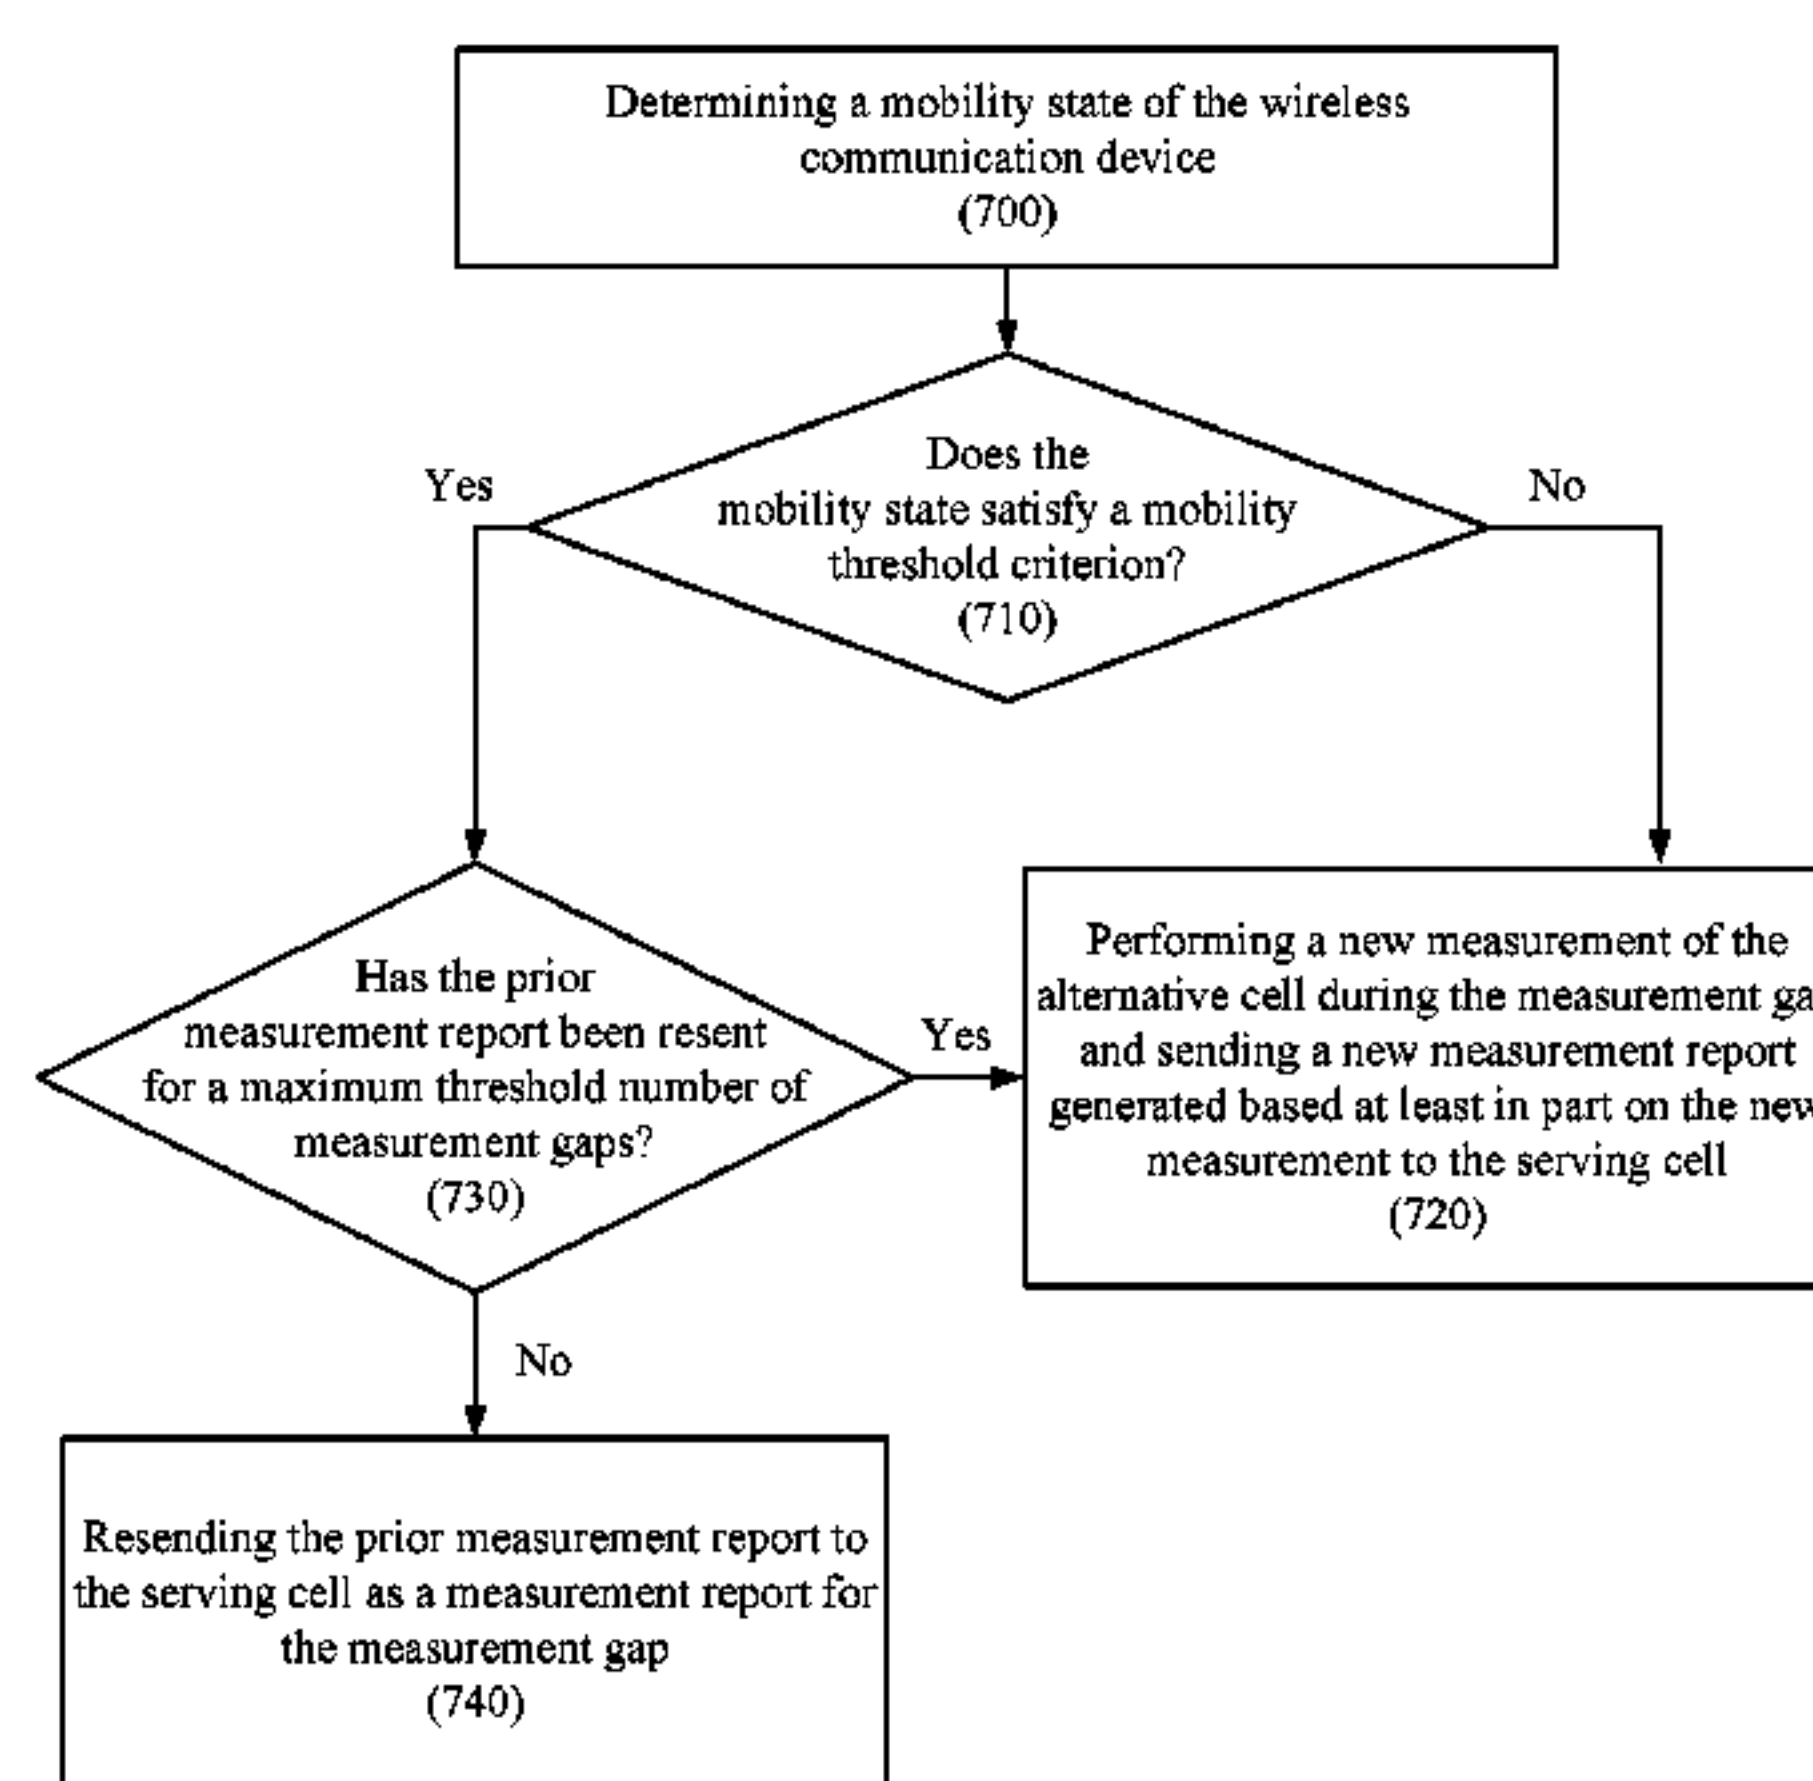 Determining a mobility state of the wireless
communication device
(700)
Does the
mobility state satisfy a mobility
threshold criterion?
(710)
Yes
No
Has the prior
measurement report been resent
for a maximum threshold number of
measurement gaps?
(730)
Yes
Performing a new measurement of the
alternative cell during the measurement
and sending a new measurement report
generated based at least in part on the new
measurement to the serving cell
(720)
No
Resending the prior measurement report to
the serving cell as a measurement report for
the measurement gap
(740)